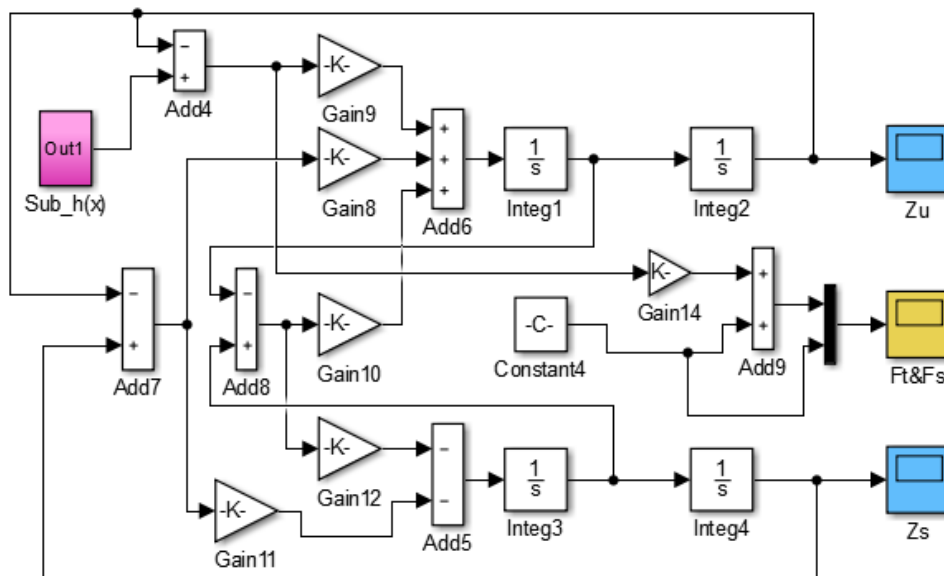 −
+
Add4
-K-
Gain9
Out1
Sub_h(x)
-K-
Gain8
+
+
+
Add6
1
s
Integ1
1
s
Integ2
Zu
−
+
Add7
−
+
Add8
-K-
Gain10
K-
Gain14
-C-
Constant4
+
+
Add9
Ft&Fs
-K-
Gain12
-K-
Gain11
−
−
Add5
1
s
Integ3
1
s
Integ4
Zs